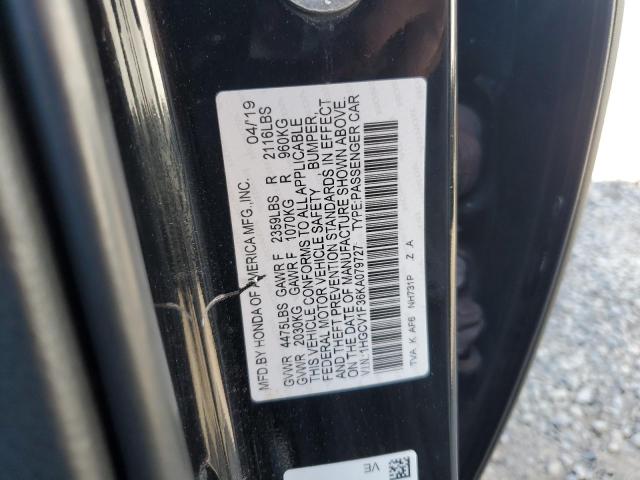 MFD.BY HONDA OF AMERICA MFG.,INC. 04/'19
GVWR 4475LBS GAWR F 2359LBS R 2116LBS
GVWR 2030KG GAWR F 1070KG R 960KG
THIS VEHICLE CONFORMS TO ALL APPLICABLE
FEDERAL MOTOR VEHICLE SAFETY, BUMPER,
AND THEFT PREVENTION STANDARDS IN EFFECT
ON THE DATE OF MANUFACTURE SHOWN ABOVE.
V.I.N.:1HGCV1F36KA079727 TYPE:PASSENGER CAR
TVA K AF6 NH731P Z A
VE